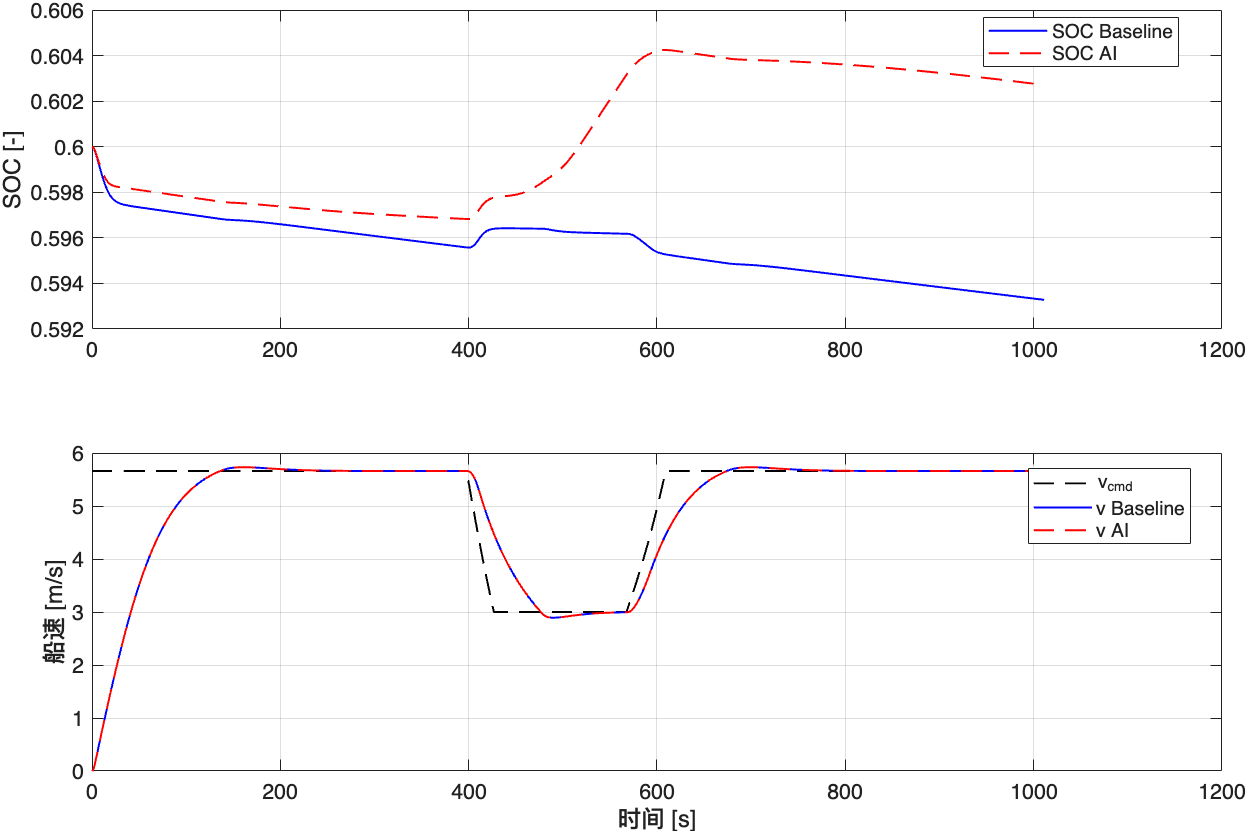 0.606
0.604
0.602
0.6
0.598
0.596
0.594
0.592
SOC [-]
SOC Baseline
SOC AI
0 200 400 600 800 1000 1200
6
5
4
3
2
1
0
船速 [m/s]
vcmd
v Baseline
v AI
0 200 400 600 800 1000 1200
时间 [s]